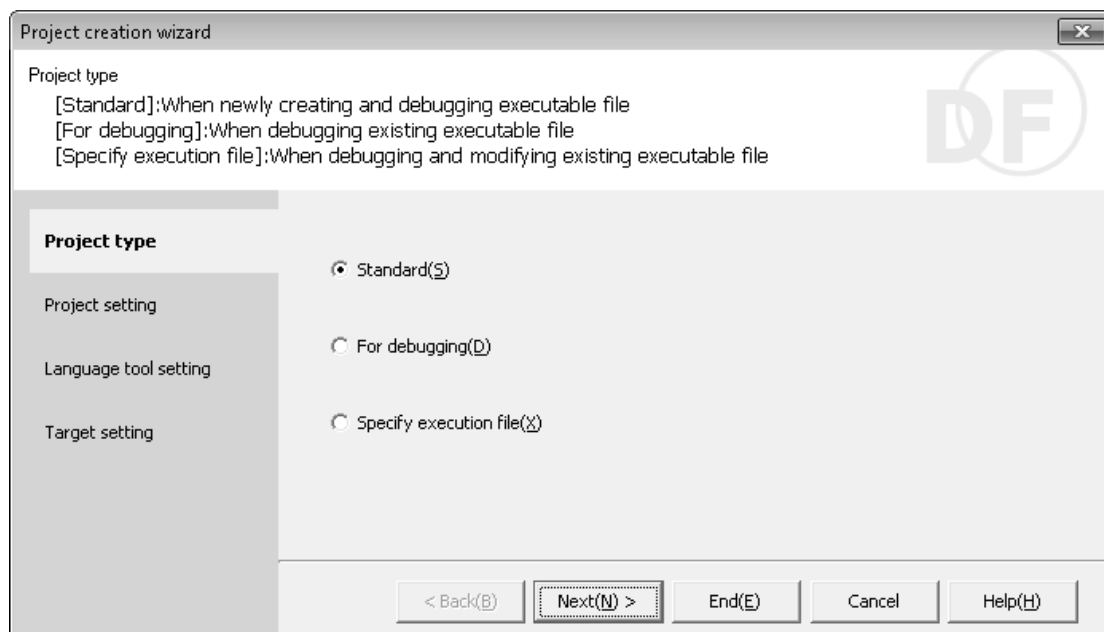 Project creation wizard
Project type
[Standard]:When newly creating and debugging executable file
[For debugging]:When debugging existing executable file
[Specify execution file]:When debugging and modifying existing executable file
DF
Project type
Project setting
Language tool setting
Target setting
Standard(S)
For debugging(D)
Specify execution file(X)
< Back(B) Next(N) > End(E) Cancel Help(H)